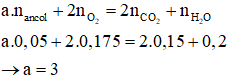 a.n_ancol + 2n_O₂ = 2n_CO₂ + n_H₂O
a.0,05 + 2.0,175 = 2.0,15 + 0,2
→ a = 3